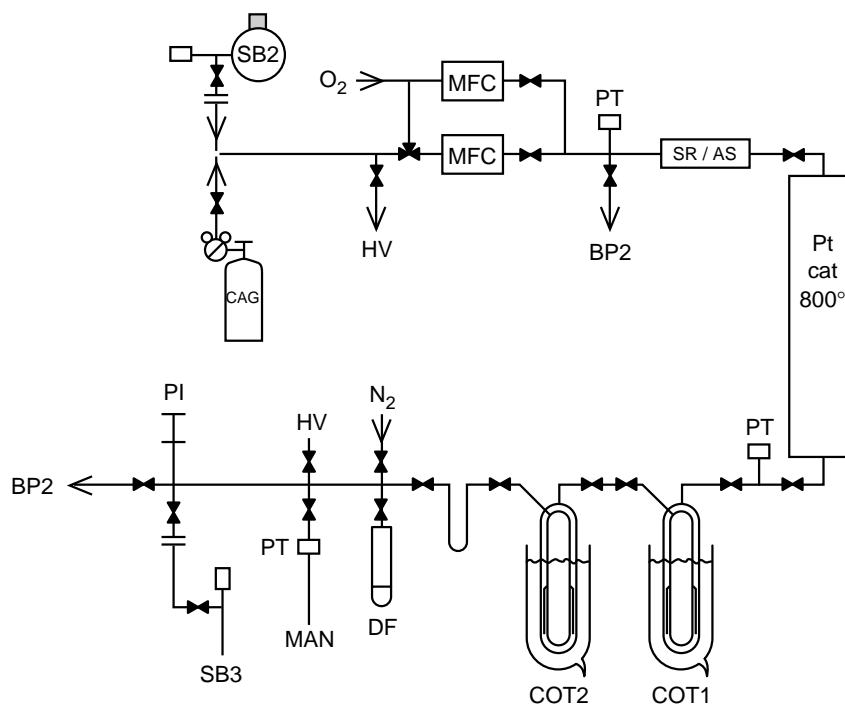 SB2
O2
MFC
PT
MFC
SR / AS
HV
BP2
CAG
Pt
cat
800°
PI
HV
N2
PT
BP2
PT
MAN
DF
SB3
COT2
COT1